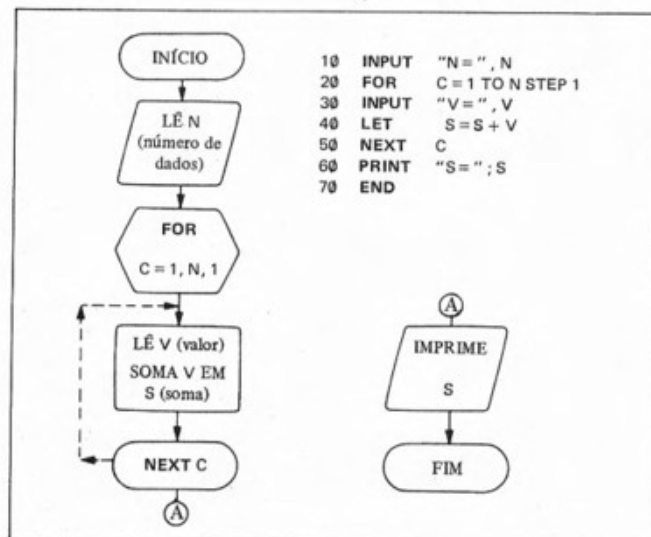 INÍCIO
LÊ N
(número de
dados)
FOR
C = 1, N, 1
LÊ V (valor)
SOMA V EM
S (soma)
NEXT C
A
10 INPUT "N = ", N
20 FOR C = 1 TO N STEP 1
30 INPUT "V = ", V
40 LET S = S + V
50 NEXT C
60 PRINT "S = " ; S
70 END
A
IMPRIME
S
FIM